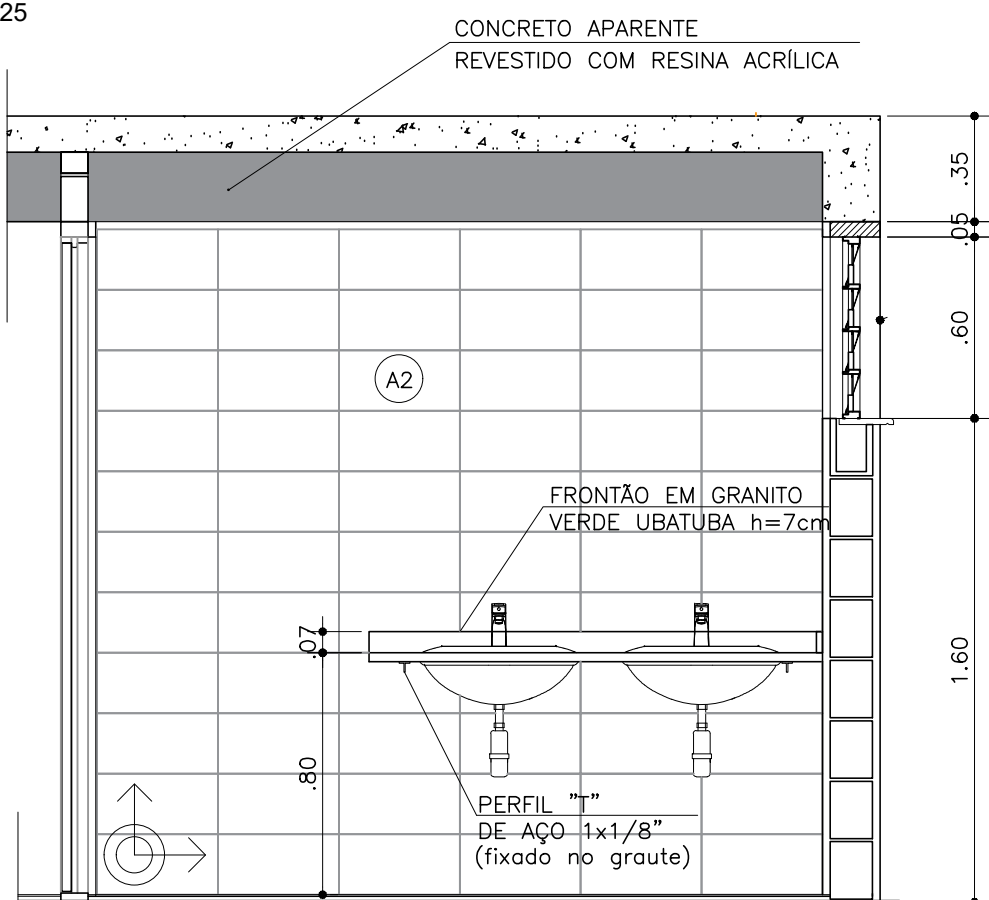 25
CONCRETO APARENTE
REVESTIDO COM RESINA ACRÍLICA
.35
.05
.60
A2
FRONTÃO EM GRANITO
VERDE UBATUBA h=7cm
.07
1.60
.80
PERFIL "T"
DE AÇO 1x1/8"
(fixado no graute)